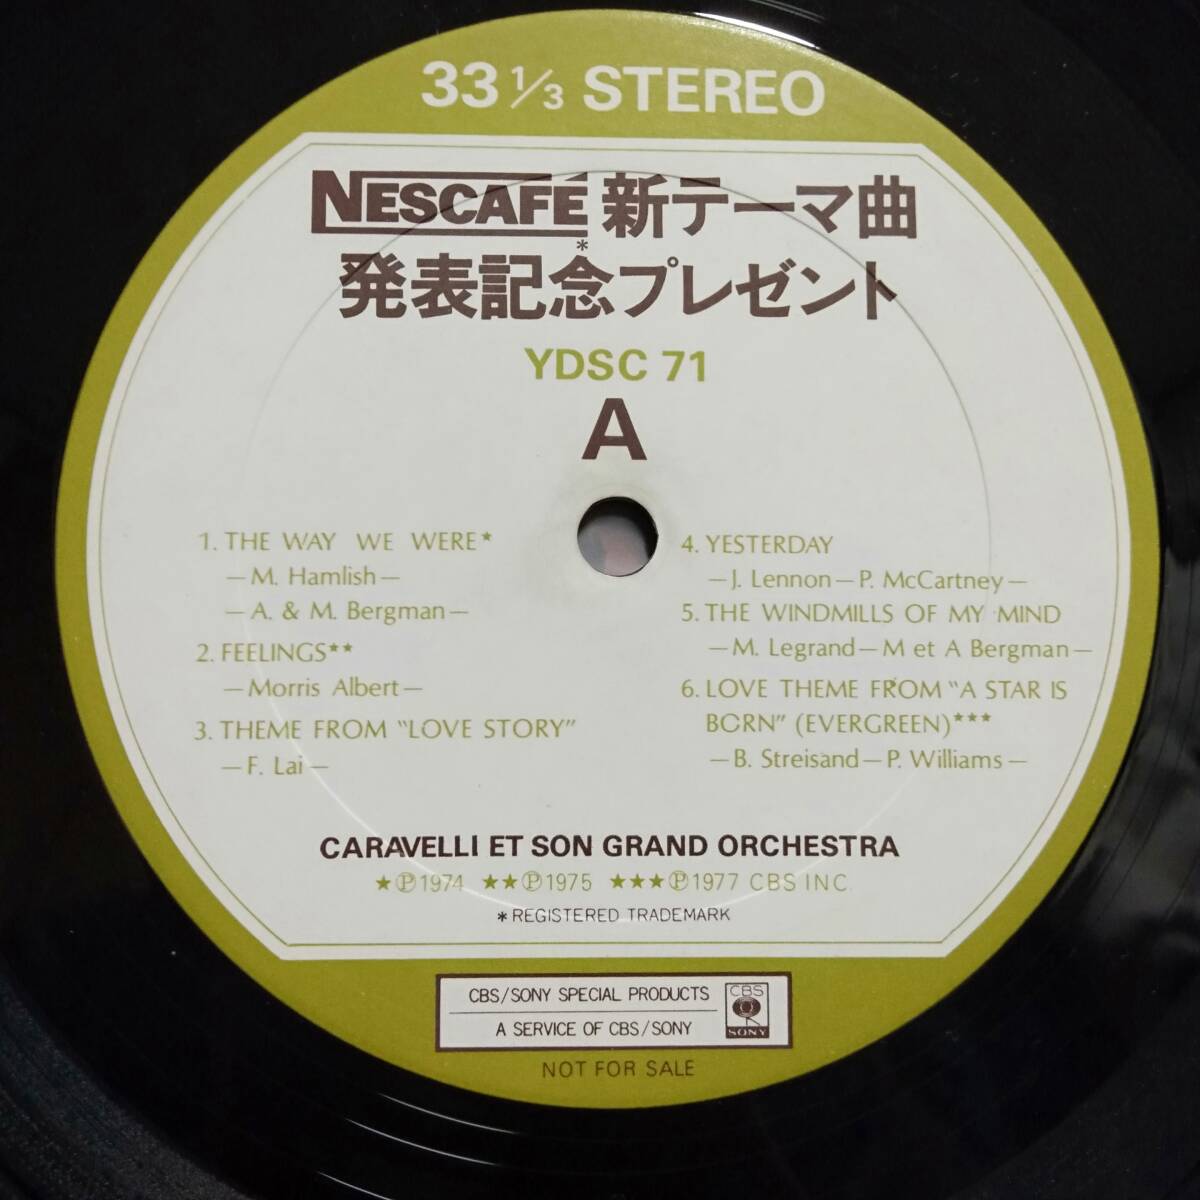 33 1/3 STEREO
NESCAFÉ 新テーマ曲
*
発表記念プレゼント
YDSC 71
A
1. THE WAY WE WERE★
—M. Hamlish—
—A. & M. Bergman—
2. FEELINGS★★
—Morris Albert—
3. THEME FROM "LOVE STORY"
—F. Lai—
4. YESTERDAY
—J. Lennon—P. McCartney—
5. THE WINDMILLS OF MY MIND
—M. Legrand—M et A Bergman—
6. LOVE THEME FROM "A STAR IS
BORN" (EVERGREEN)★★★
—B. Streisand—P. Williams—
CARAVELLI ET SON GRAND ORCHESTRA
★℗1974 ★★℗1975 ★★★℗1977 CBS INC.
*REGISTERED TRADEMARK
CBS/SONY SPECIAL PRODUCTS
A SERVICE OF CBS/SONY
CBS
SONY
NOT FOR SALE